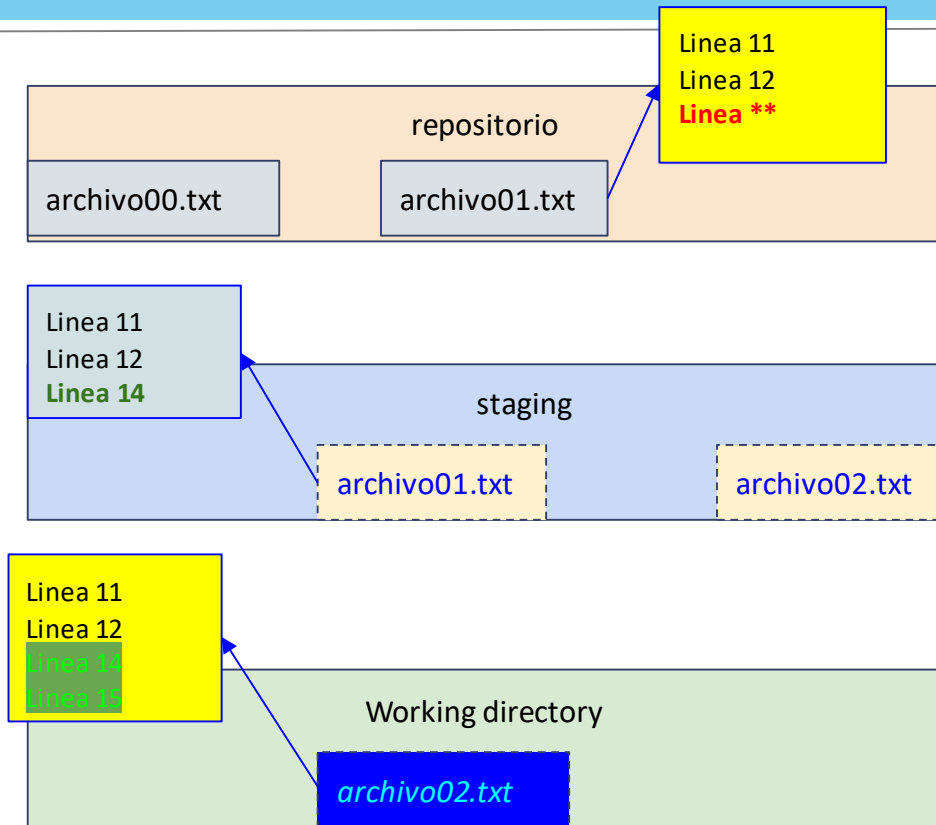 Linea 11
Linea 12
Linea **
repositorio
archivo00.txt
archivo01.txt
Linea 11
Linea 12
Linea 14
staging
archivo01.txt
archivo02.txt
Linea 11
Linea 12
Linea 14
Linea 15
Working directory
archivo02.txt